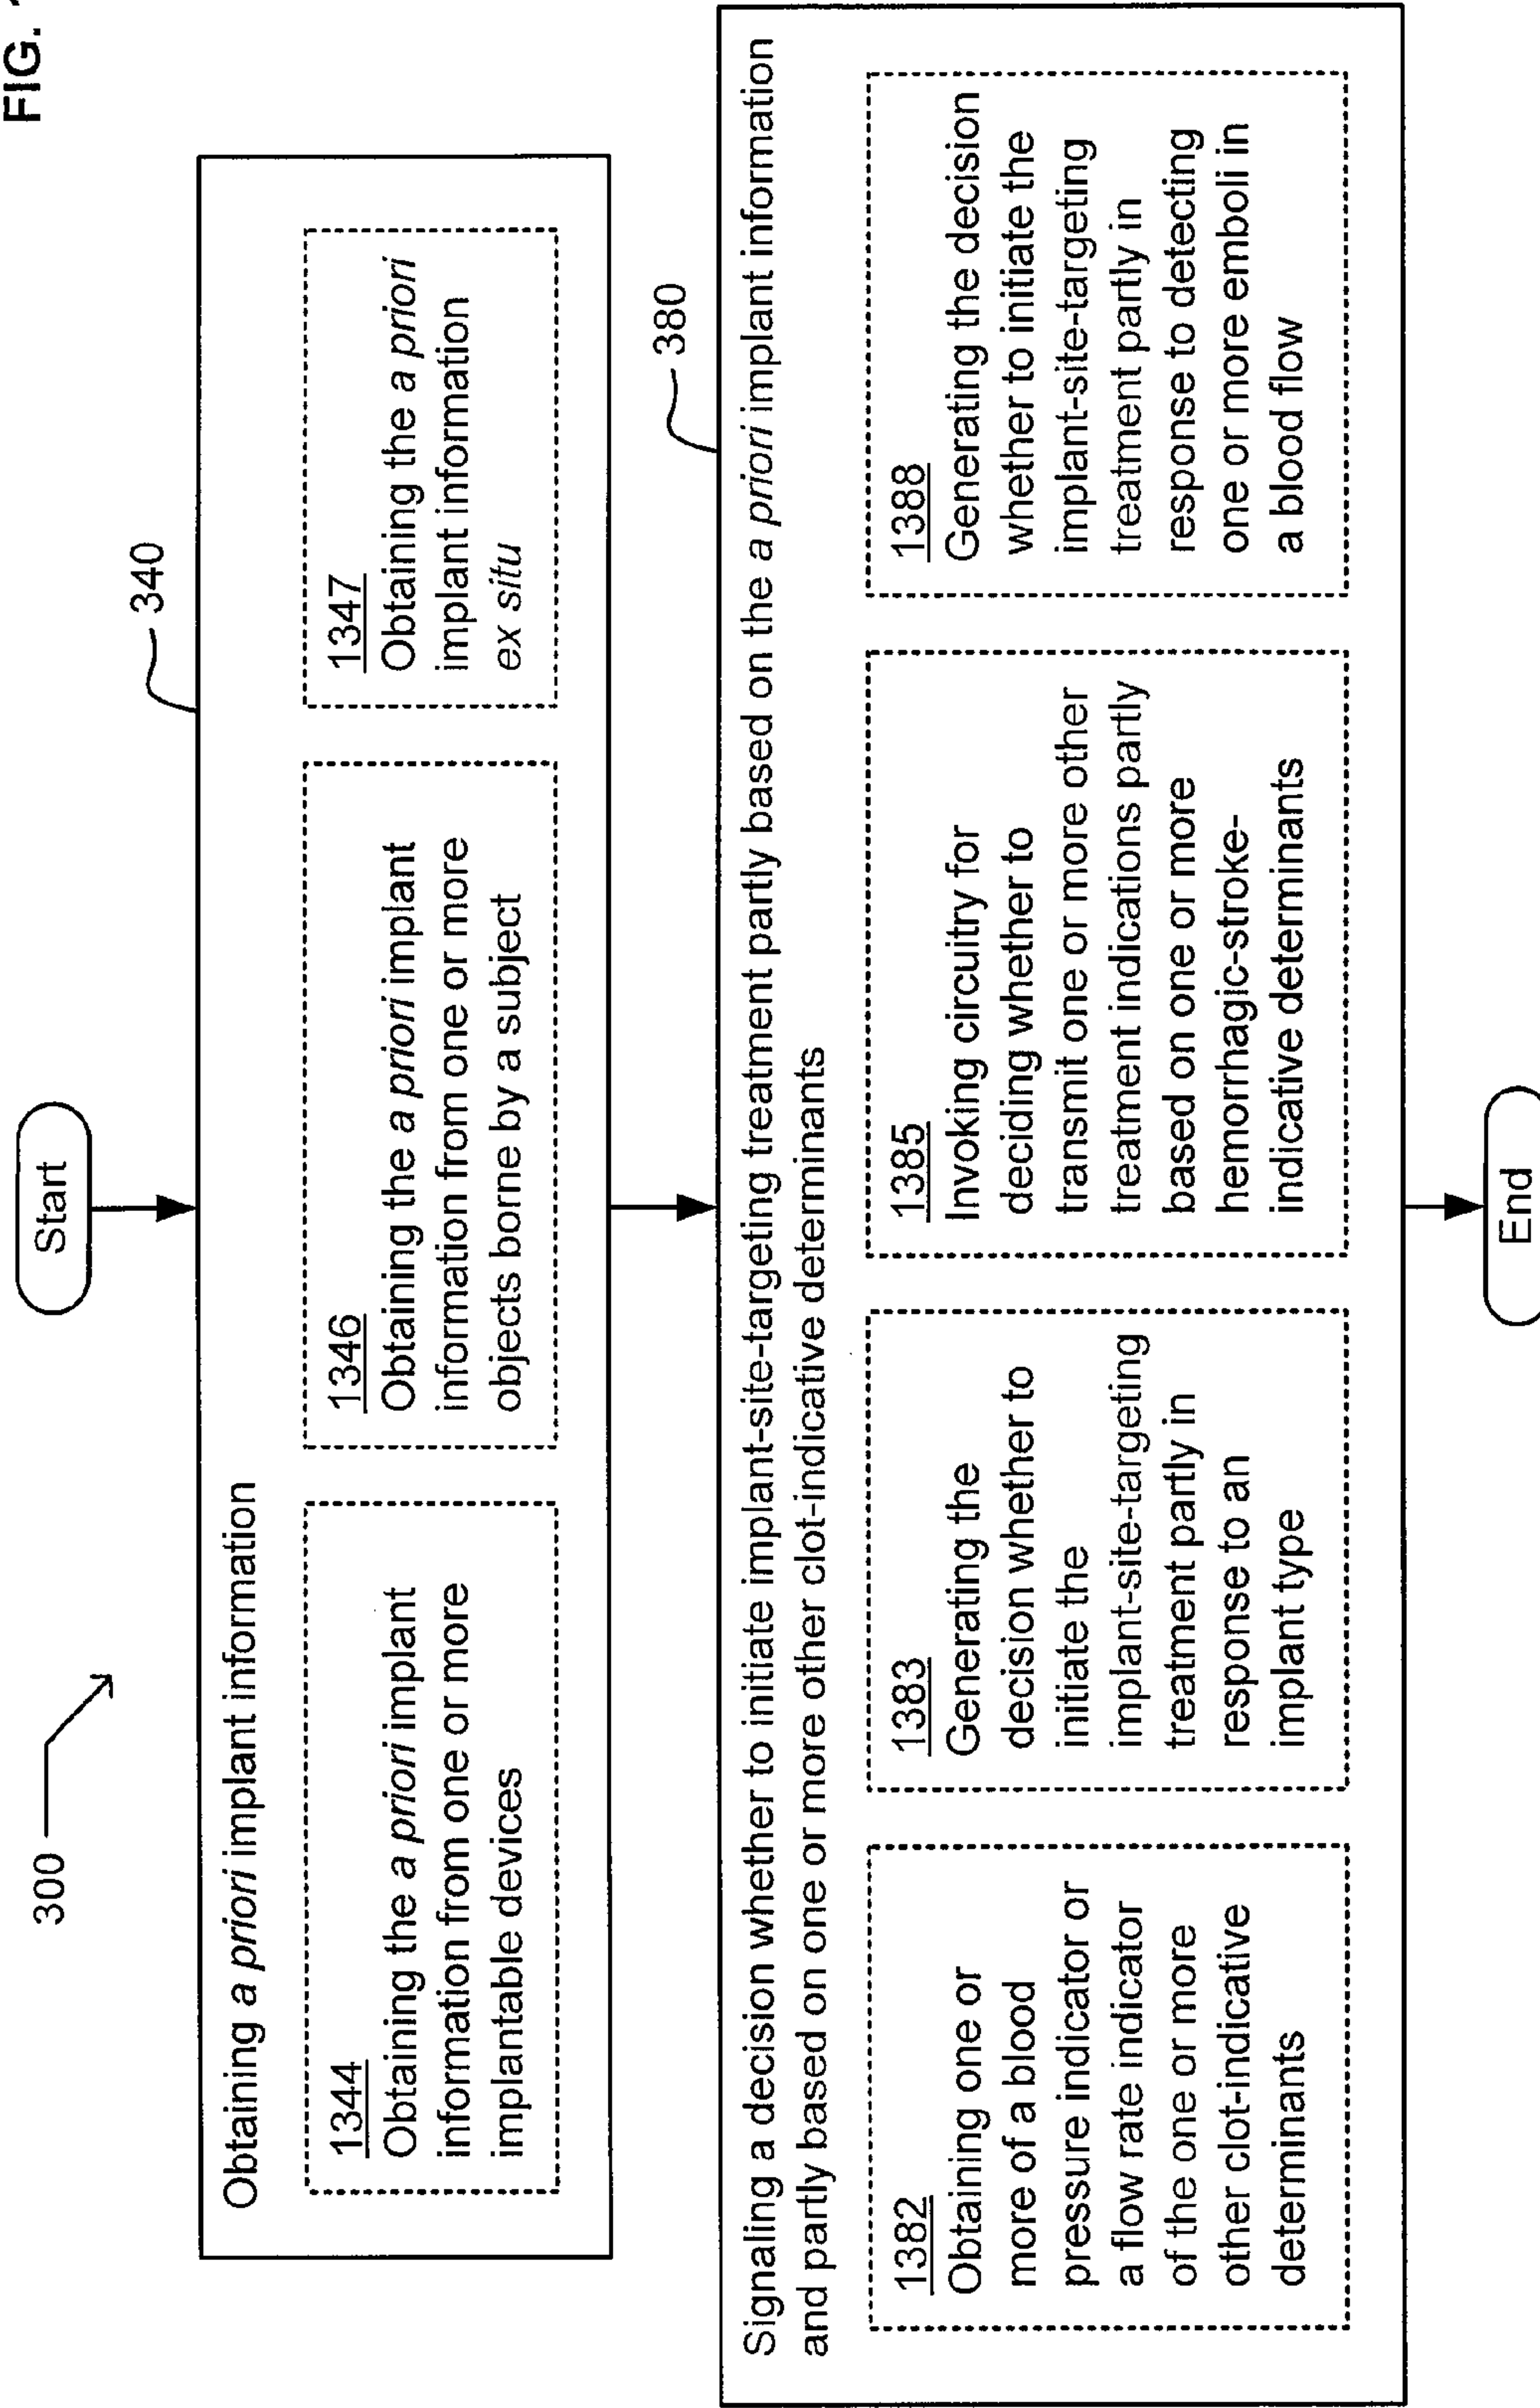 FIG.
300
Start
340
Obtaining a priori implant information
1344
Obtaining the a priori implant
information from one or more
implantable devices
1346
Obtaining the a priori implant
information from one or more
objects borne by a subject
1347
Obtaining the a priori
implant information
ex situ
380
Signaling a decision whether to initiate implant-site-targeting treatment partly based on the a priori implant information
and partly based on one or more other clot-indicative determinants
1382
Obtaining one or
more of a blood
pressure indicator or
a flow rate indicator
of the one or more
other clot-indicative
determinants
1383
Generating the
decision whether to
initiate the
implant-site-targeting
treatment partly in
response to an
implant type
1385
Invoking circuitry for
deciding whether to
transmit one or more other
treatment indications partly
based on one or more
hemorrhagic-stroke-
indicative determinants
1388
Generating the decision
whether to initiate the
implant-site-targeting
treatment partly in
response to detecting
one or more emboli in
a blood flow
End